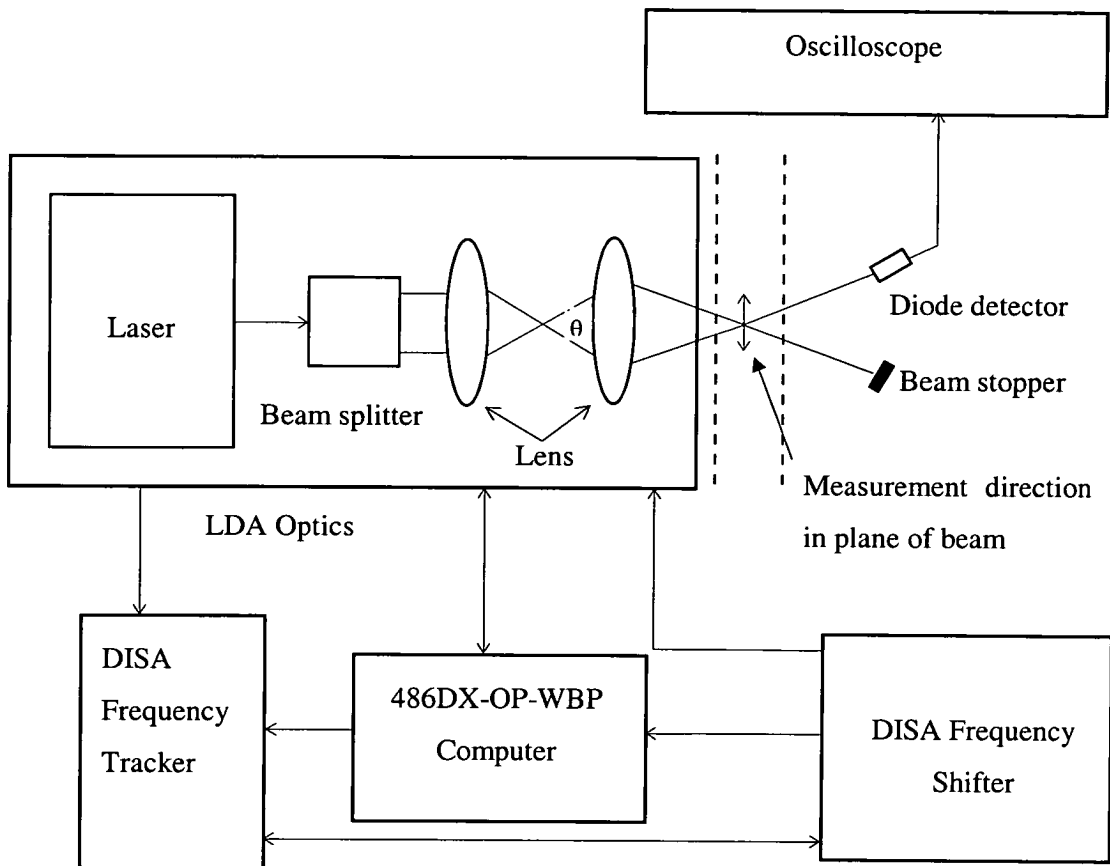 Oscilloscope
Laser
θ
Diode detector
Beam stopper
Beam splitter
Lens
Measurement direction
in plane of beam
LDA Optics
DISA
Frequency
Tracker
486DX-OP-WBP
Computer
DISA Frequency
Shifter